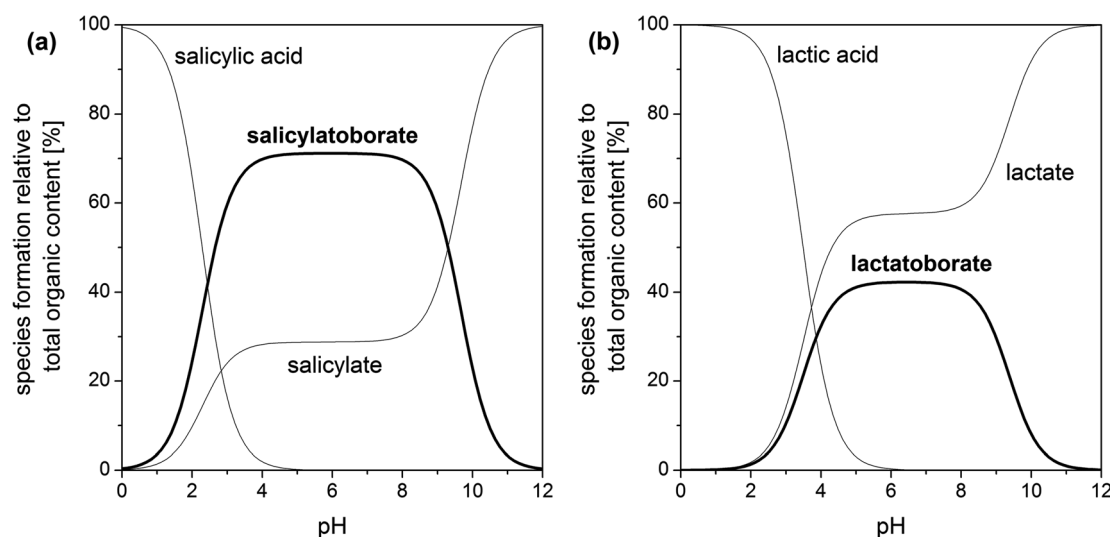 (a)
salicylic acid
salicylatoborate
salicylate
species formation relative to
total organic content [%]
100
80
60
40
20
0
0 2 4 6 8 10 12
pH
(b)
lactic acid
lactate
lactatoborate
species formation relative to
total organic content [%]
100
80
60
40
20
0
0 2 4 6 8 10 12
pH